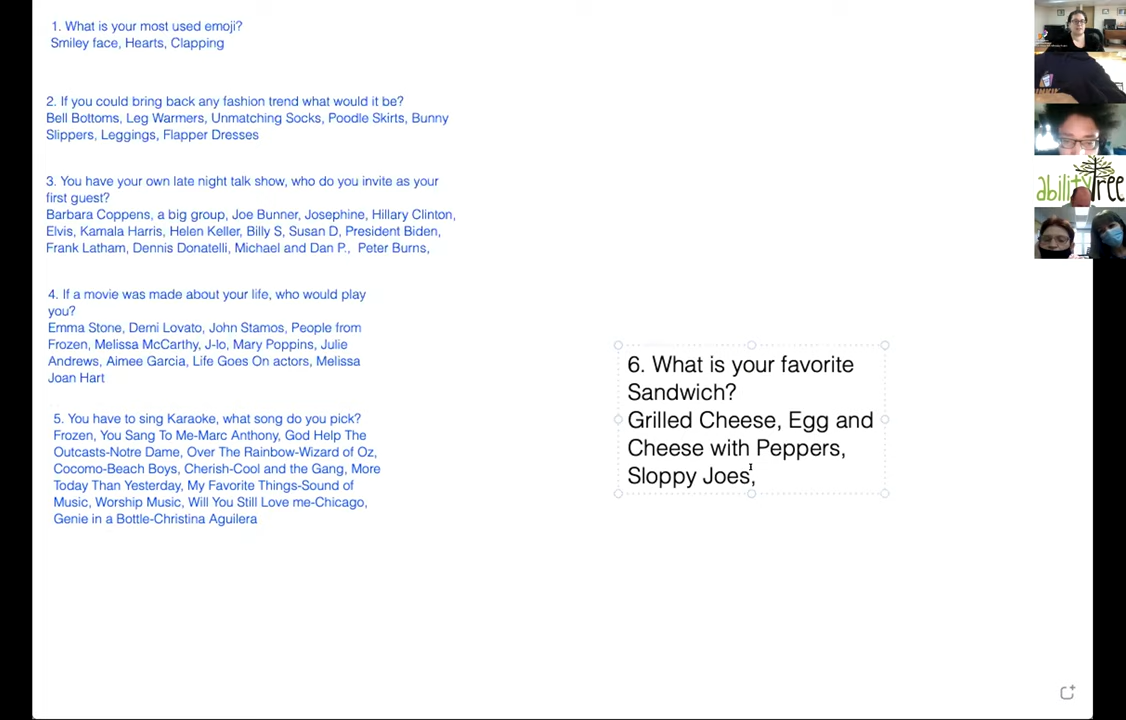 1. What is your most used emoji?
Smiley face, Hearts, Clapping
2. If you could bring back any fashion trend what would it be?
Bell Bottoms, Leg Warmers, Unmatching Socks, Poodle Skirts, Bunny
Slippers, Leggings, Flapper Dresses
3. You have your own late night talk show, who do you invite as your
first guest?
Barbara Coppens, a big group, Joe Bunner, Josephine, Hillary Clinton,
Elvis, Kamala Harris, Helen Keller, Billy S, Susan D, President Biden,
Frank Latham, Dennis Donatelli, Michael and Dan P., Peter Burns,
4. If a movie was made about your life, who would play
you?
Emma Stone, Demi Lovato, John Stamos, People from
Frozen, Melissa McCarthy, J-lo, Mary Poppins, Julie
Andrews, Aimee Garcia, Life Goes On actors, Melissa
Joan Hart
5. You have to sing Karaoke, what song do you pick?
Frozen, You Sang To Me-Marc Anthony, God Help The
Outcasts-Notre Dame, Over The Rainbow-Wizard of Oz,
Cocomo-Beach Boys, Cherish-Cool and the Gang, More
Today Than Yesterday, My Favorite Things-Sound of
Music, Worship Music, Will You Still Love me-Chicago,
Genie in a Bottle-Christina Aguilera
6. What is your favorite
Sandwich?
Grilled Cheese, Egg and
Cheese with Peppers,
Sloppy Joes,